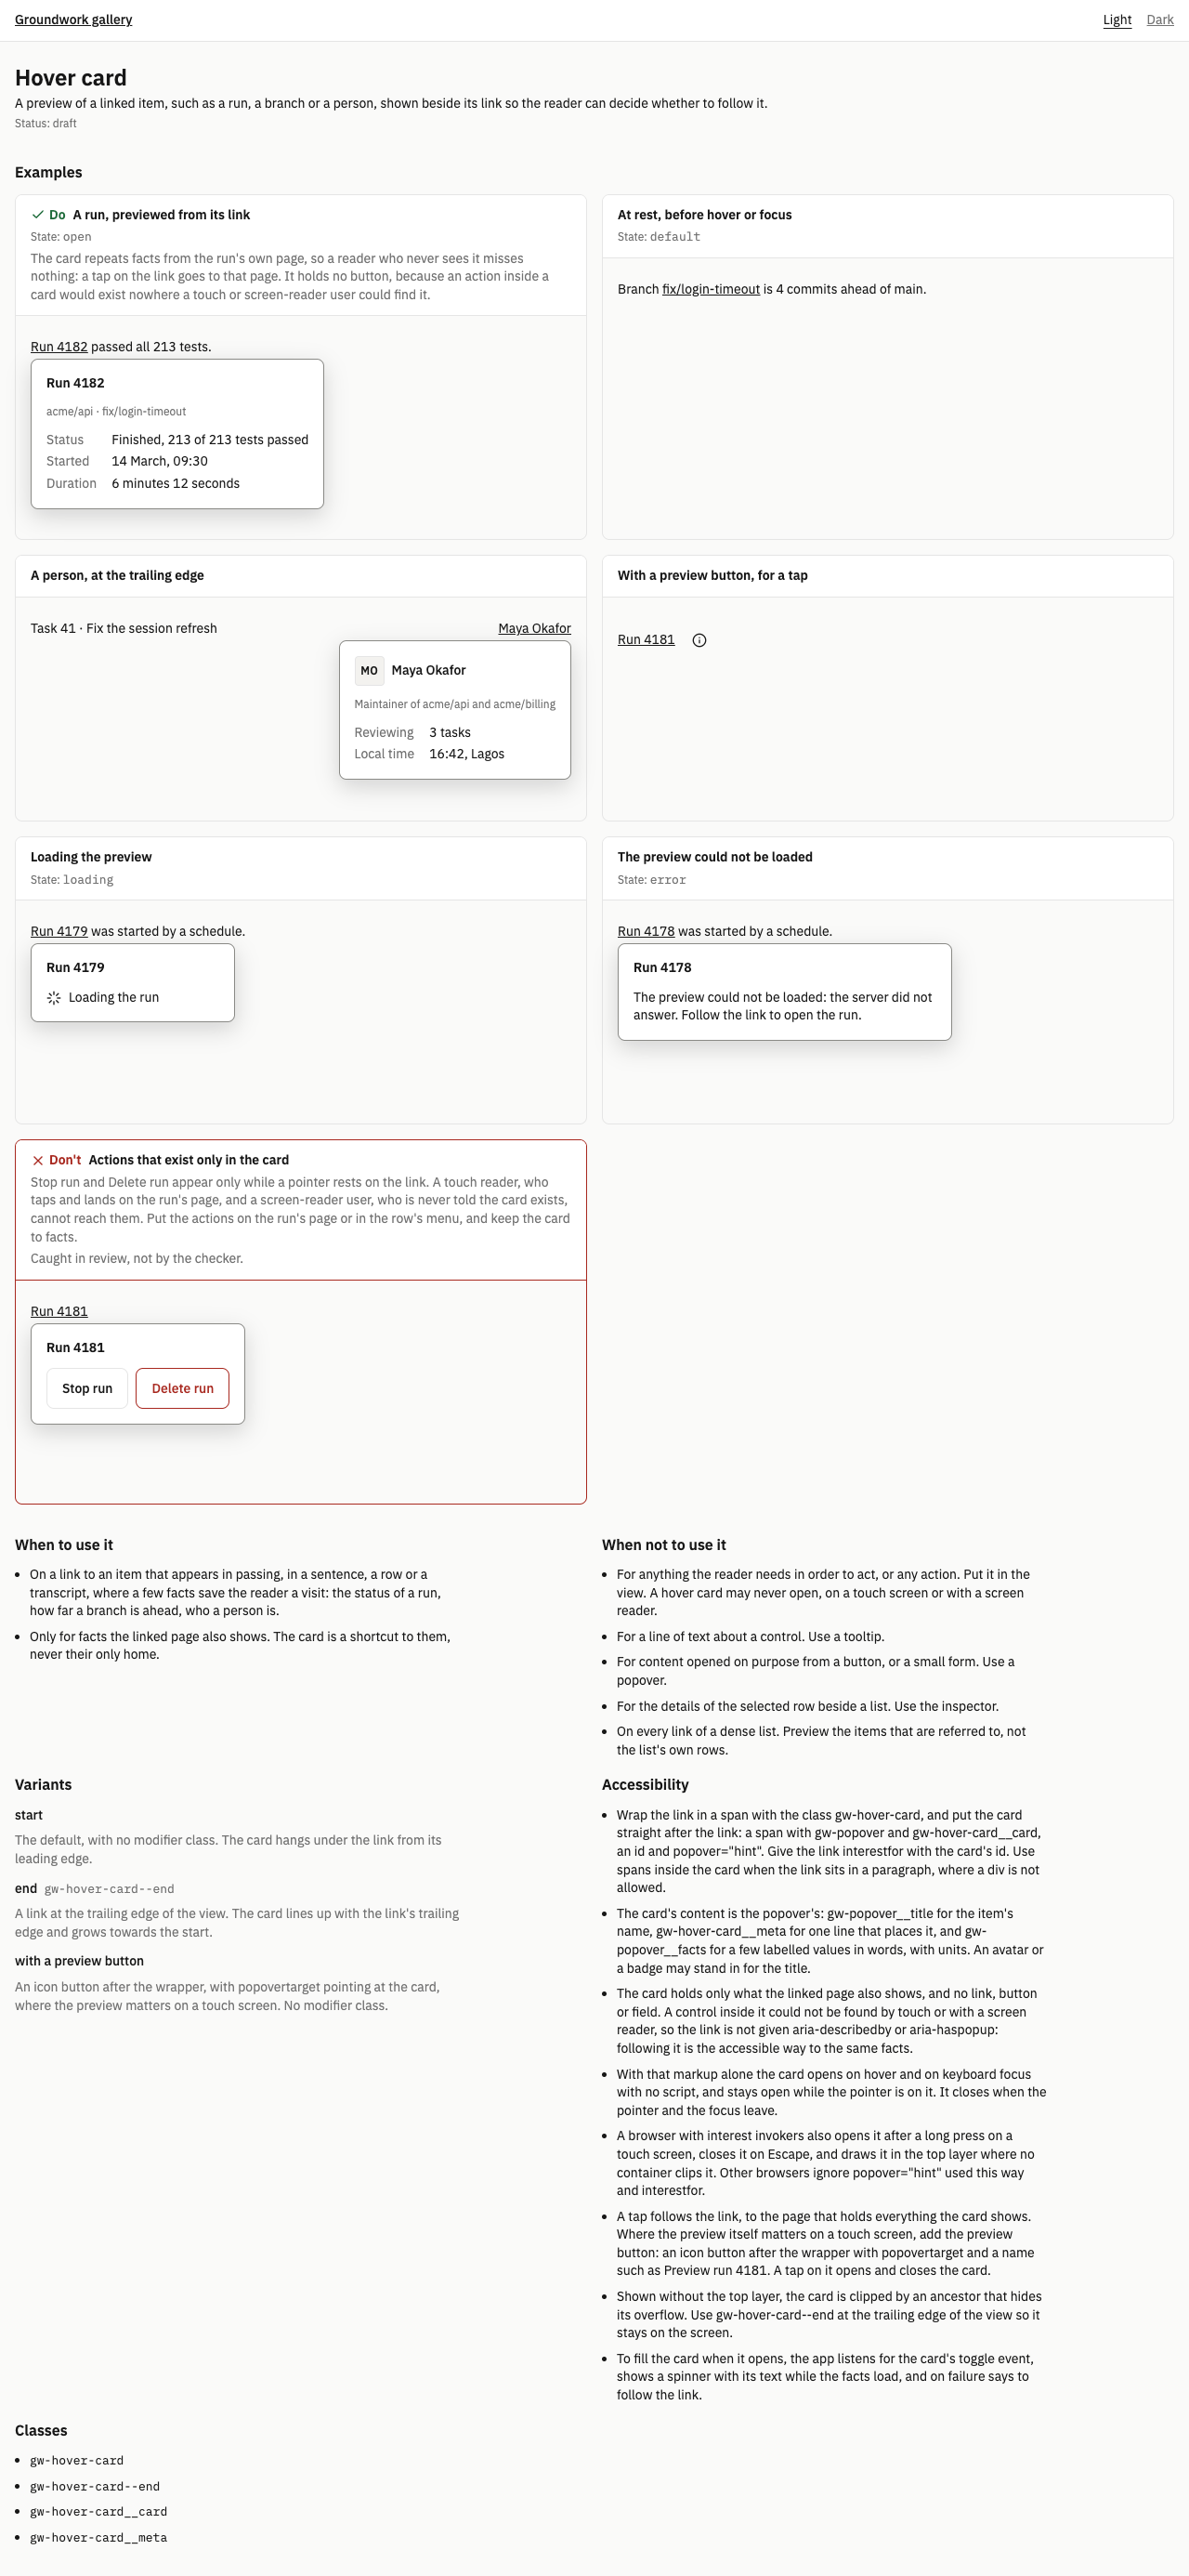 Groundwork gallery
Light Dark
Hover card
A preview of a linked item, such as a run, a branch or a person, shown beside its link so the reader can decide whether to follow it.
Status: draft
Examples
Do A run, previewed from its link
State: open
The card repeats facts from the run's own page, so a reader who never sees it misses
nothing: a tap on the link goes to that page. It holds no button, because an action inside a
card would exist nowhere a touch or screen-reader user could find it.
Run 4182 passed all 213 tests.
Run 4182
acme/api · fix/login-timeout
Status Finished, 213 of 213 tests passed
Started 14 March, 09:30
Duration 6 minutes 12 seconds
At rest, before hover or focus
State: default
Branch fix/login-timeout is 4 commits ahead of main.
A person, at the trailing edge
Task 41 · Fix the session refresh Maya Okafor
MO Maya Okafor
Maintainer of acme/api and acme/billing
Reviewing 3 tasks
Local time 16:42, Lagos
With a preview button, for a tap
Run 4181
Loading the preview
State: loading
Run 4179 was started by a schedule.
Run 4179
Loading the run
The preview could not be loaded
State: error
Run 4178 was started by a schedule.
Run 4178
The preview could not be loaded: the server did not
answer. Follow the link to open the run.
Don't Actions that exist only in the card
Stop run and Delete run appear only while a pointer rests on the link. A touch reader, who
taps and lands on the run's page, and a screen-reader user, who is never told the card exists,
cannot reach them. Put the actions on the run's page or in the row's menu, and keep the card
to facts.
Caught in review, not by the checker.
Run 4181
Run 4181
Stop run Delete run
When to use it
On a link to an item that appears in passing, in a sentence, a row or a
transcript, where a few facts save the reader a visit: the status of a run,
how far a branch is ahead, who a person is.
Only for facts the linked page also shows. The card is a shortcut to them,
never their only home.
When not to use it
For anything the reader needs in order to act, or any action. Put it in the
view. A hover card may never open, on a touch screen or with a screen
reader.
For a line of text about a control. Use a tooltip.
For content opened on purpose from a button, or a small form. Use a
popover.
For the details of the selected row beside a list. Use the inspector.
On every link of a dense list. Preview the items that are referred to, not
the list's own rows.
Variants
start
The default, with no modifier class. The card hangs under the link from its
leading edge.
end gw-hover-card--end
A link at the trailing edge of the view. The card lines up with the link's trailing
edge and grows towards the start.
with a preview button
An icon button after the wrapper, with popovertarget pointing at the card,
where the preview matters on a touch screen. No modifier class.
Accessibility
Wrap the link in a span with the class gw-hover-card, and put the card
straight after the link: a span with gw-popover and gw-hover-card__card,
an id and popover="hint". Give the link interestfor with the card's id. Use
spans inside the card when the link sits in a paragraph, where a div is not
allowed.
The card's content is the popover's: gw-popover__title for the item's
name, gw-hover-card__meta for one line that places it, and gw-
popover__facts for a few labelled values in words, with units. An avatar or
a badge may stand in for the title.
The card holds only what the linked page also shows, and no link, button
or field. A control inside it could not be found by touch or with a screen
reader, so the link is not given aria-describedby or aria-haspopup:
following it is the accessible way to the same facts.
With that markup alone the card opens on hover and on keyboard focus
with no script, and stays open while the pointer is on it. It closes when the
pointer and the focus leave.
A browser with interest invokers also opens it after a long press on a
touch screen, closes it on Escape, and draws it in the top layer where no
container clips it. Other browsers ignore popover="hint" used this way
and interestfor.
A tap follows the link, to the page that holds everything the card shows.
Where the preview itself matters on a touch screen, add the preview
button: an icon button after the wrapper with popovertarget and a name
such as Preview run 4181. A tap on it opens and closes the card.
Shown without the top layer, the card is clipped by an ancestor that hides
its overflow. Use gw-hover-card--end at the trailing edge of the view so it
stays on the screen.
To fill the card when it opens, the app listens for the card's toggle event,
shows a spinner with its text while the facts load, and on failure says to
follow the link.
Classes
gw-hover-card
gw-hover-card--end
gw-hover-card__card
gw-hover-card__meta